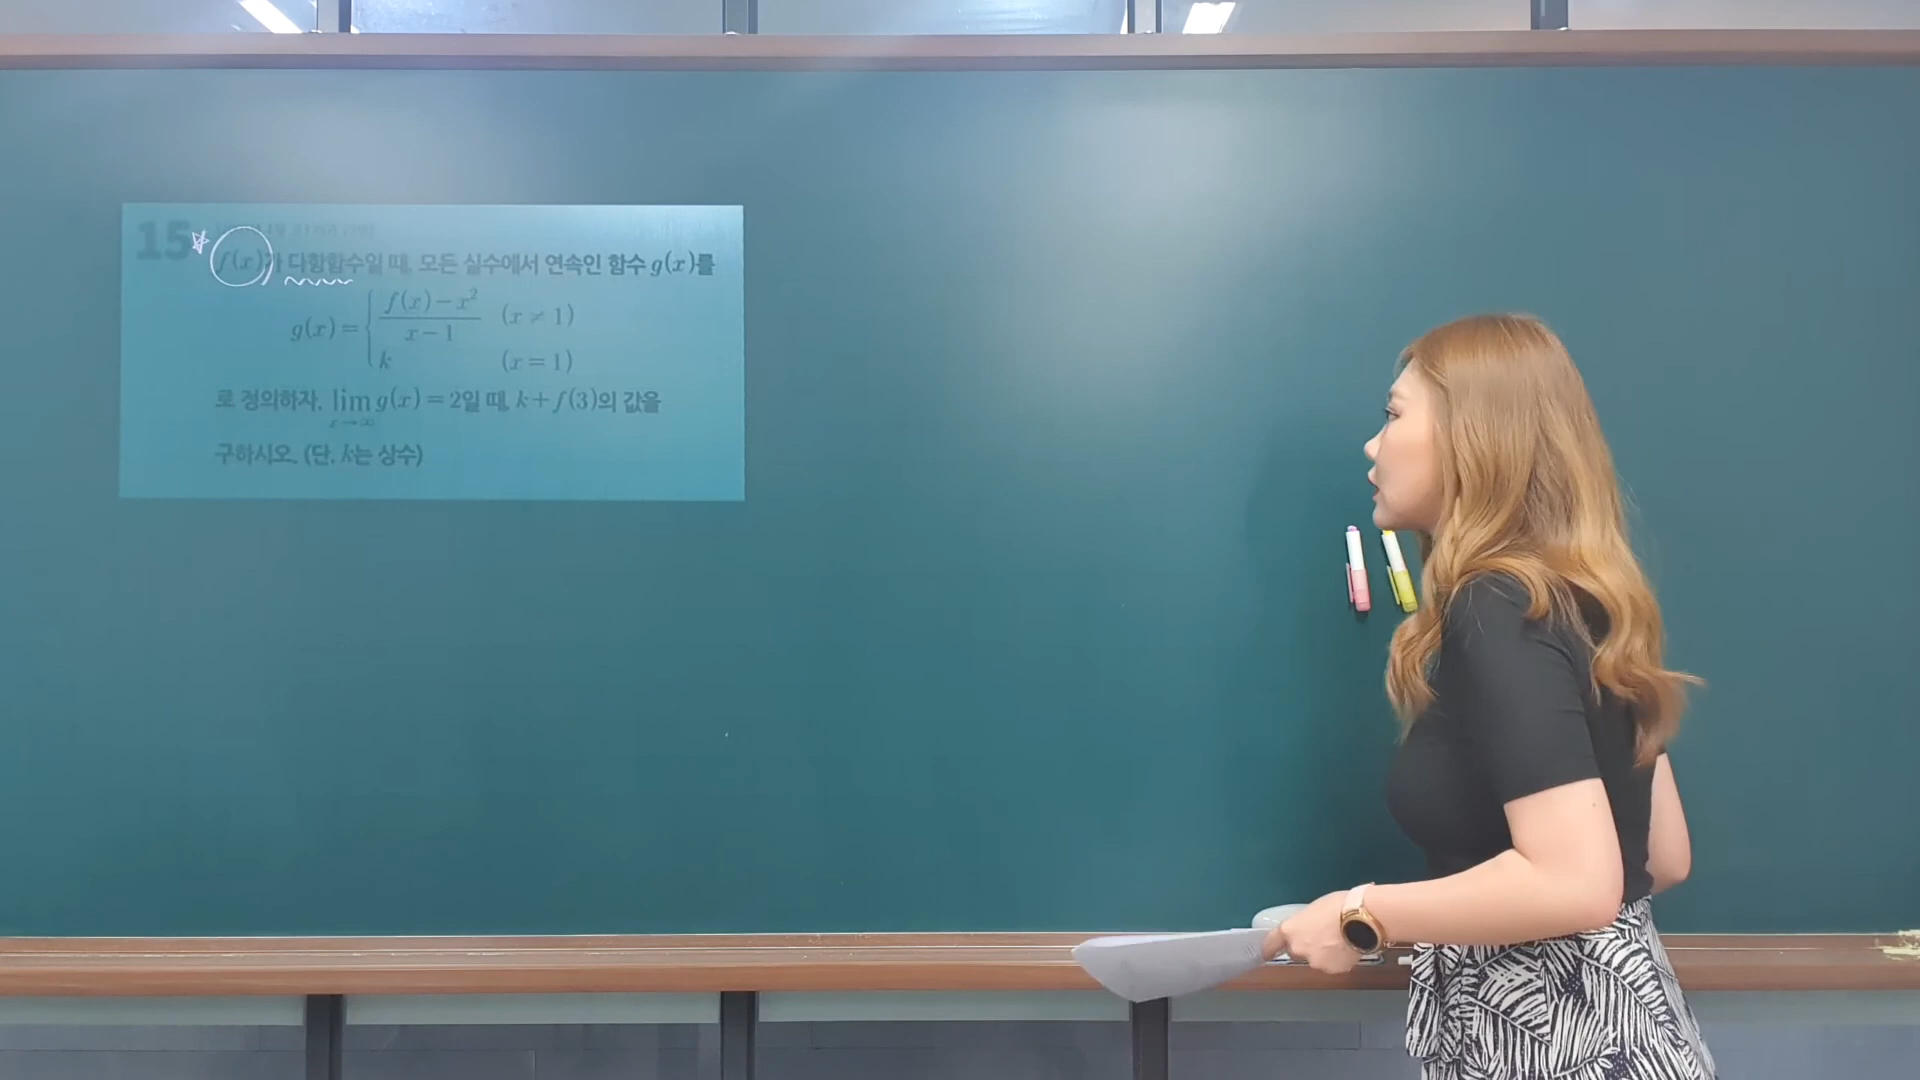 15
f(x)가 다항함수일 때, 모든 실수에서 연속인 함수 g(x)를
g(x) = { \frac{f(x)-x^2}{x-1} (x ≠ 1)
k (x = 1)
로 정의하자. \lim_{x→∞} g(x) = 2일 때, k+f(3)의 값을
구하시오. (단, k는 상수)